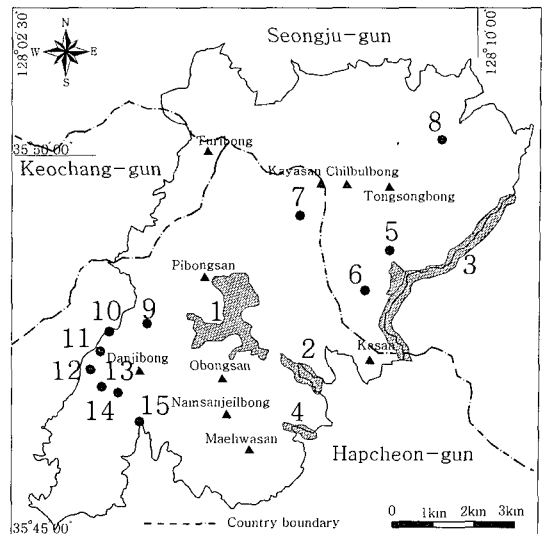 128 02 30
128 10 00
Seongju-gun
N
W
E
S
8
35 50 00
Turibong
Keochang-gun
Kayasan Chilbulbong
Tongsongbong
7
5
3
6
Pibongsan
1
10
9
11
Danjibong
12
13
14
Obongsan
2
Kasan
15
Namsanjeilbong
4
Maehwasan
Hapcheon-gun
35 45 00
Country boundary
0 1km 2km 3km